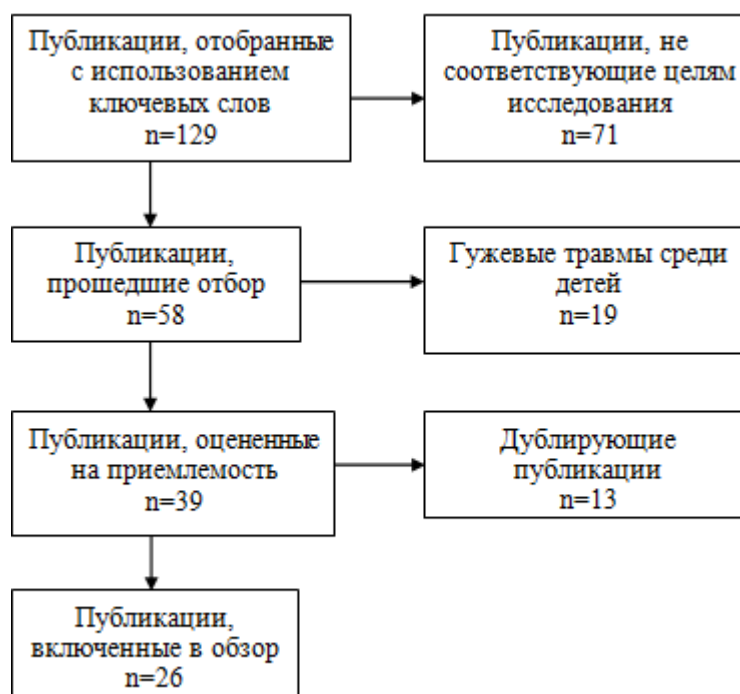 Публикации, отобранные
с использованием
ключевых слов
n=129
Публикации, не
соответствующие целям
исследования
n=71
Публикации,
прошедшие отбор
n=58
Гужевые травмы среди
детей
n=19
Публикации, оцененные
на приемлемость
n=39
Дублирующие
публикации
n=13
Публикации,
включенные в обзор
n=26